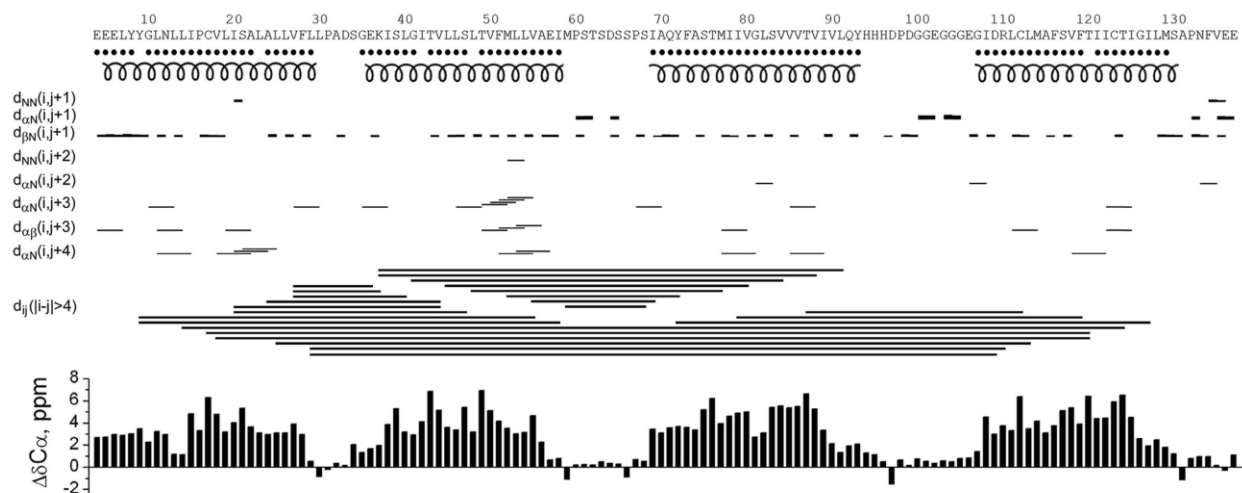 10 20 30 40 50 60 70 80 90 100 110 120 130
EEELYYGLNLLIPCVLISALALLVFLLPADSGEKISLGITVLLSLTVFMLLVAEIMPSTSDSSPSIAQYFASTMIIVGLSVVVTVIVLQYHHHDPDGGEGGGEGIDRLCLMAFSVFTIICTIGILMSAPNFVEE
dNN(i,j+1)
dαN(i,j+1)
dβN(i,j+1)
dNN(i,j+2)
dαN(i,j+2)
dαN(i,j+3)
dαβ(i,j+3)
dαN(i,j+4)
dij(|i-j|>4)
ΔδCα, ppm
8
6
4
2
0
-2